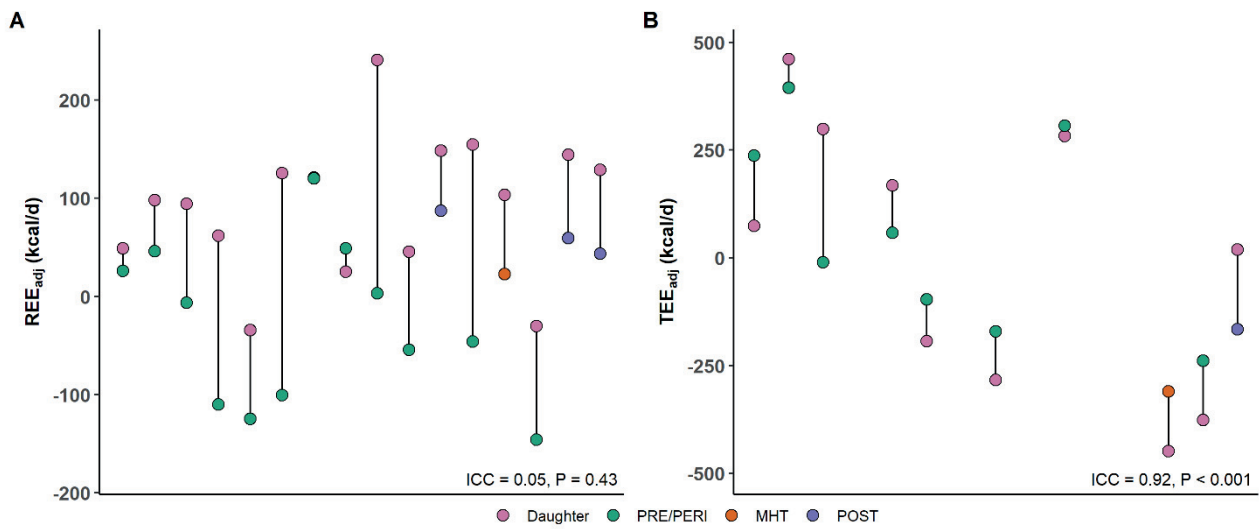 A
REEadj (kcal/d)
200
100
0
-100
-200
ICC = 0.05, P = 0.43
B
TEEadj (kcal/d)
500
250
0
-250
-500
ICC = 0.92, P < 0.001
Daughter PRE/PERI MHT POST